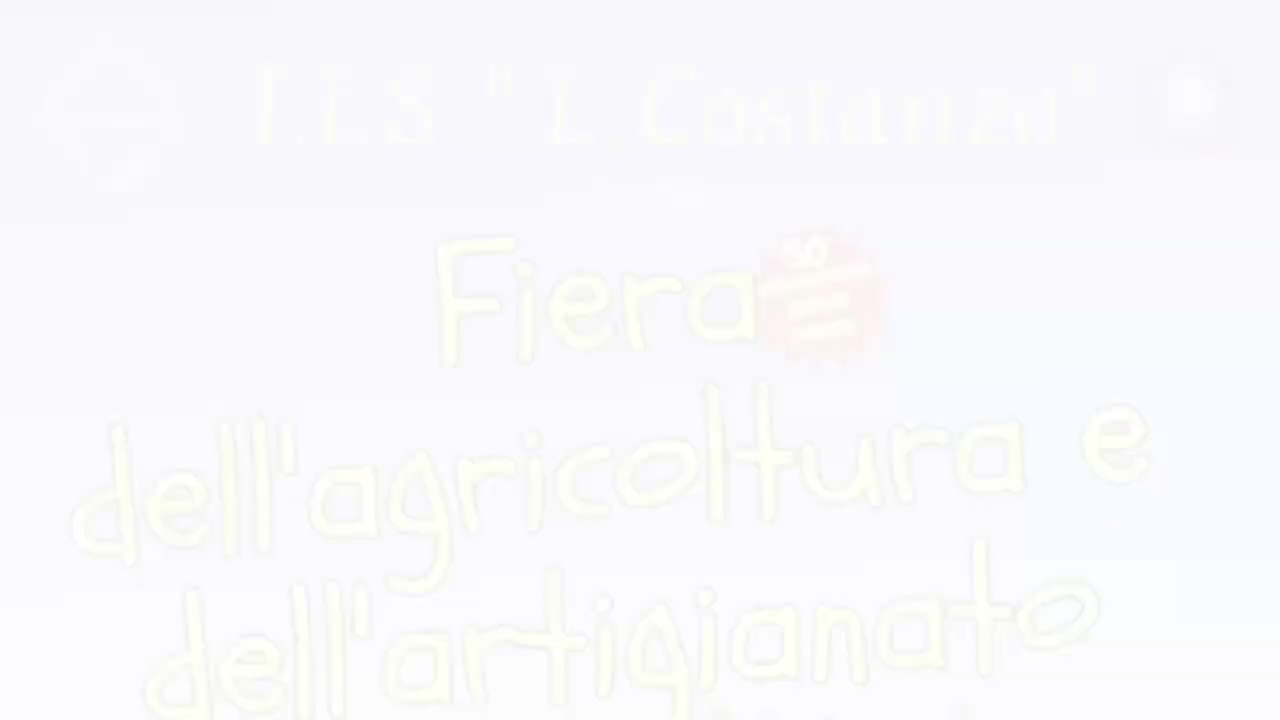 I.I.S " L. Costanzo"
Fiera
dell'agricoltura e
dell'artigianato